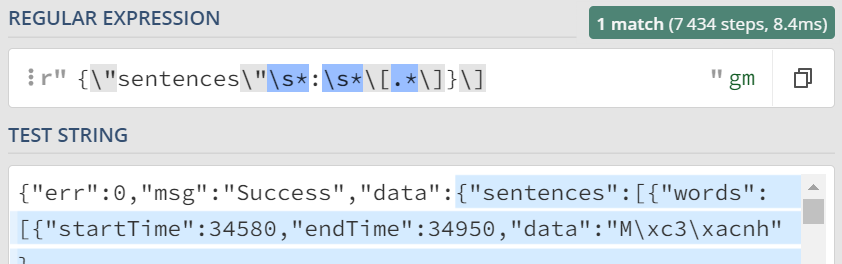 REGULAR EXPRESSION
1 match (7 434 steps, 8.4ms)
r" {\"sentences\"\s*:\s*\[.*\]}\] " gm
TEST STRING
{"err":0,"msg":"Success","data":{"sentences":[{"words":
[{"startTime":34580,"endTime":34950,"data":"M\xc3\xacnh"